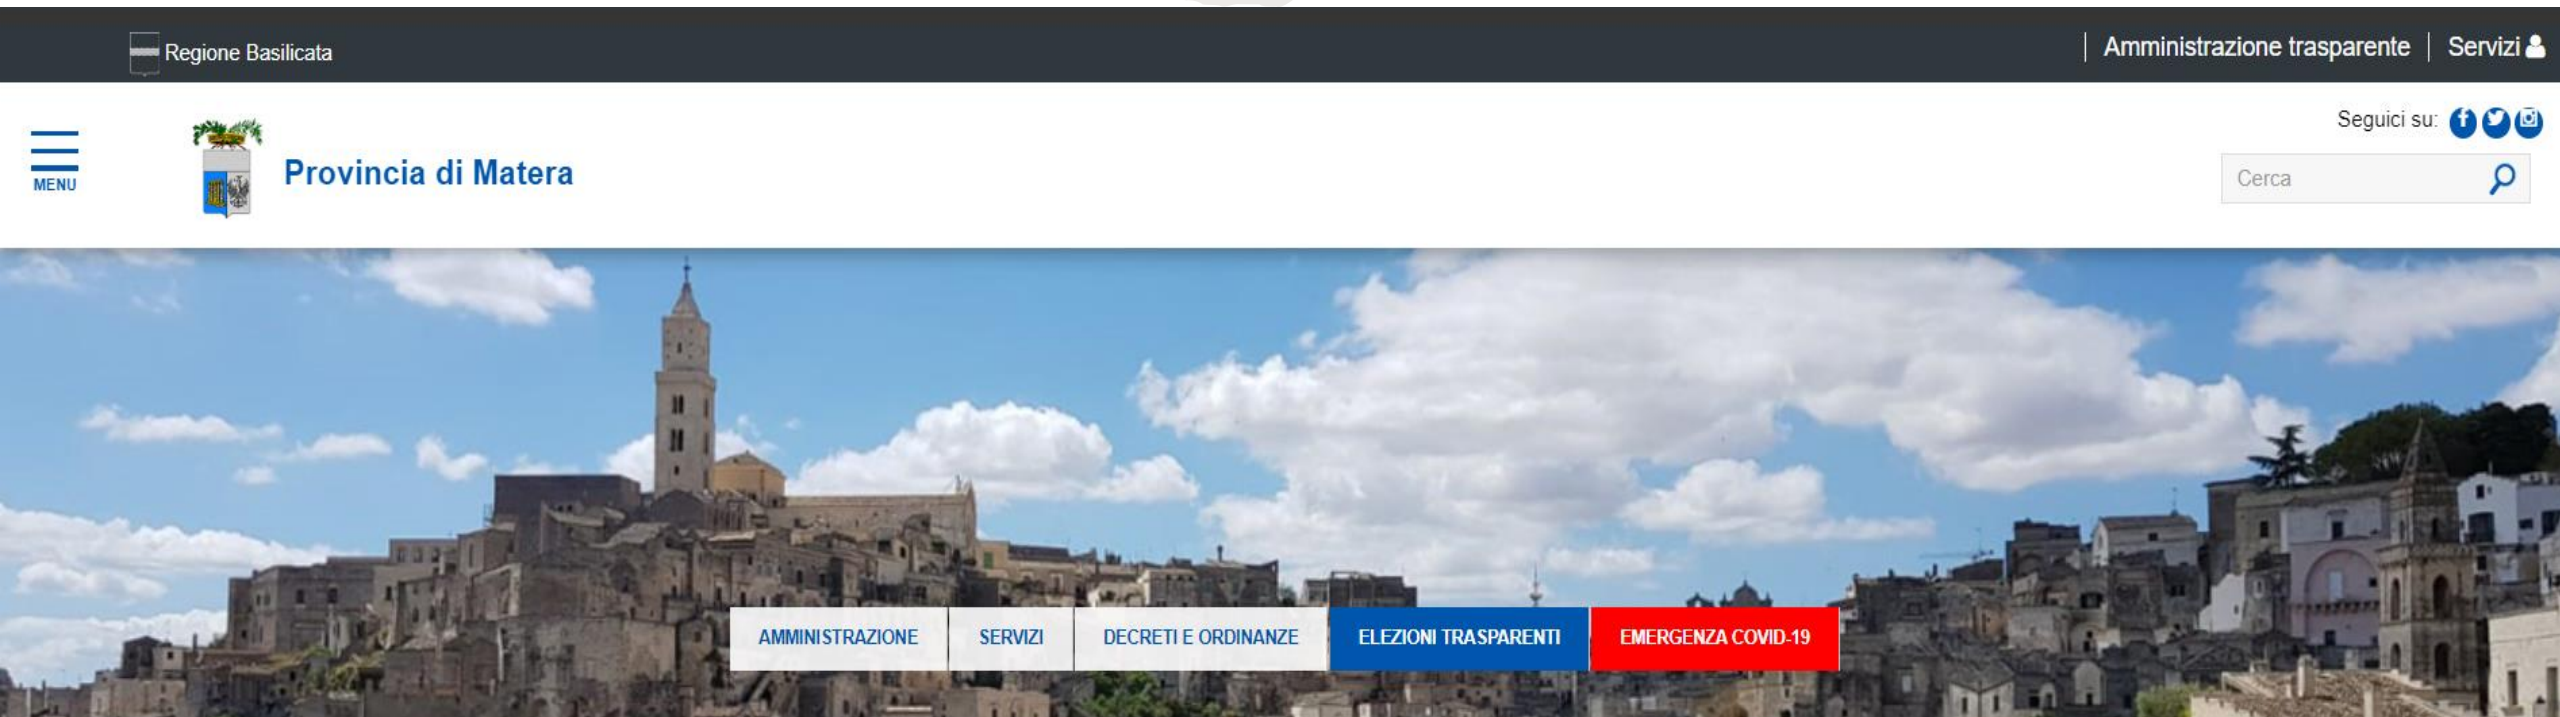 Regione Basilicata
Amministrazione trasparente
Servizi
Seguici su:
MENU
Provincia di Matera
Cerca
AMMINISTRAZIONE
SERVIZI
DECRETI E ORDINANZE
ELEZIONI TRASPARENTI
EMERGENZA COVID-19